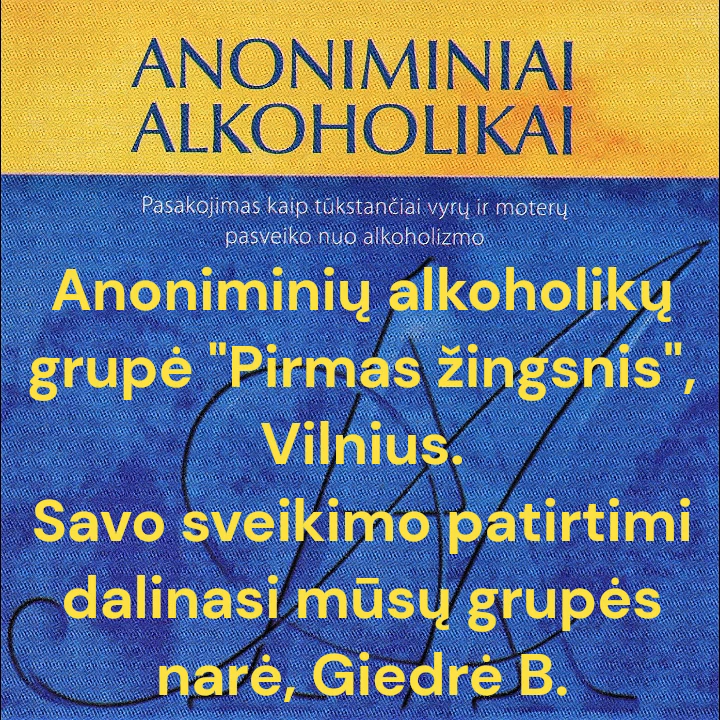 ANONIMINIAI
ALKOHOLIKAI
Pasakojimas kaip tūkstančiai vyrų ir moterų
pasveiko nuo alkoholizmo
Anoniminių alkoholikų
grupė "Pirmas žingsnis",
Vilnius.
Savo sveikimo patirtimi
dalinasi mūsų grupės
narė, Giedrė B.